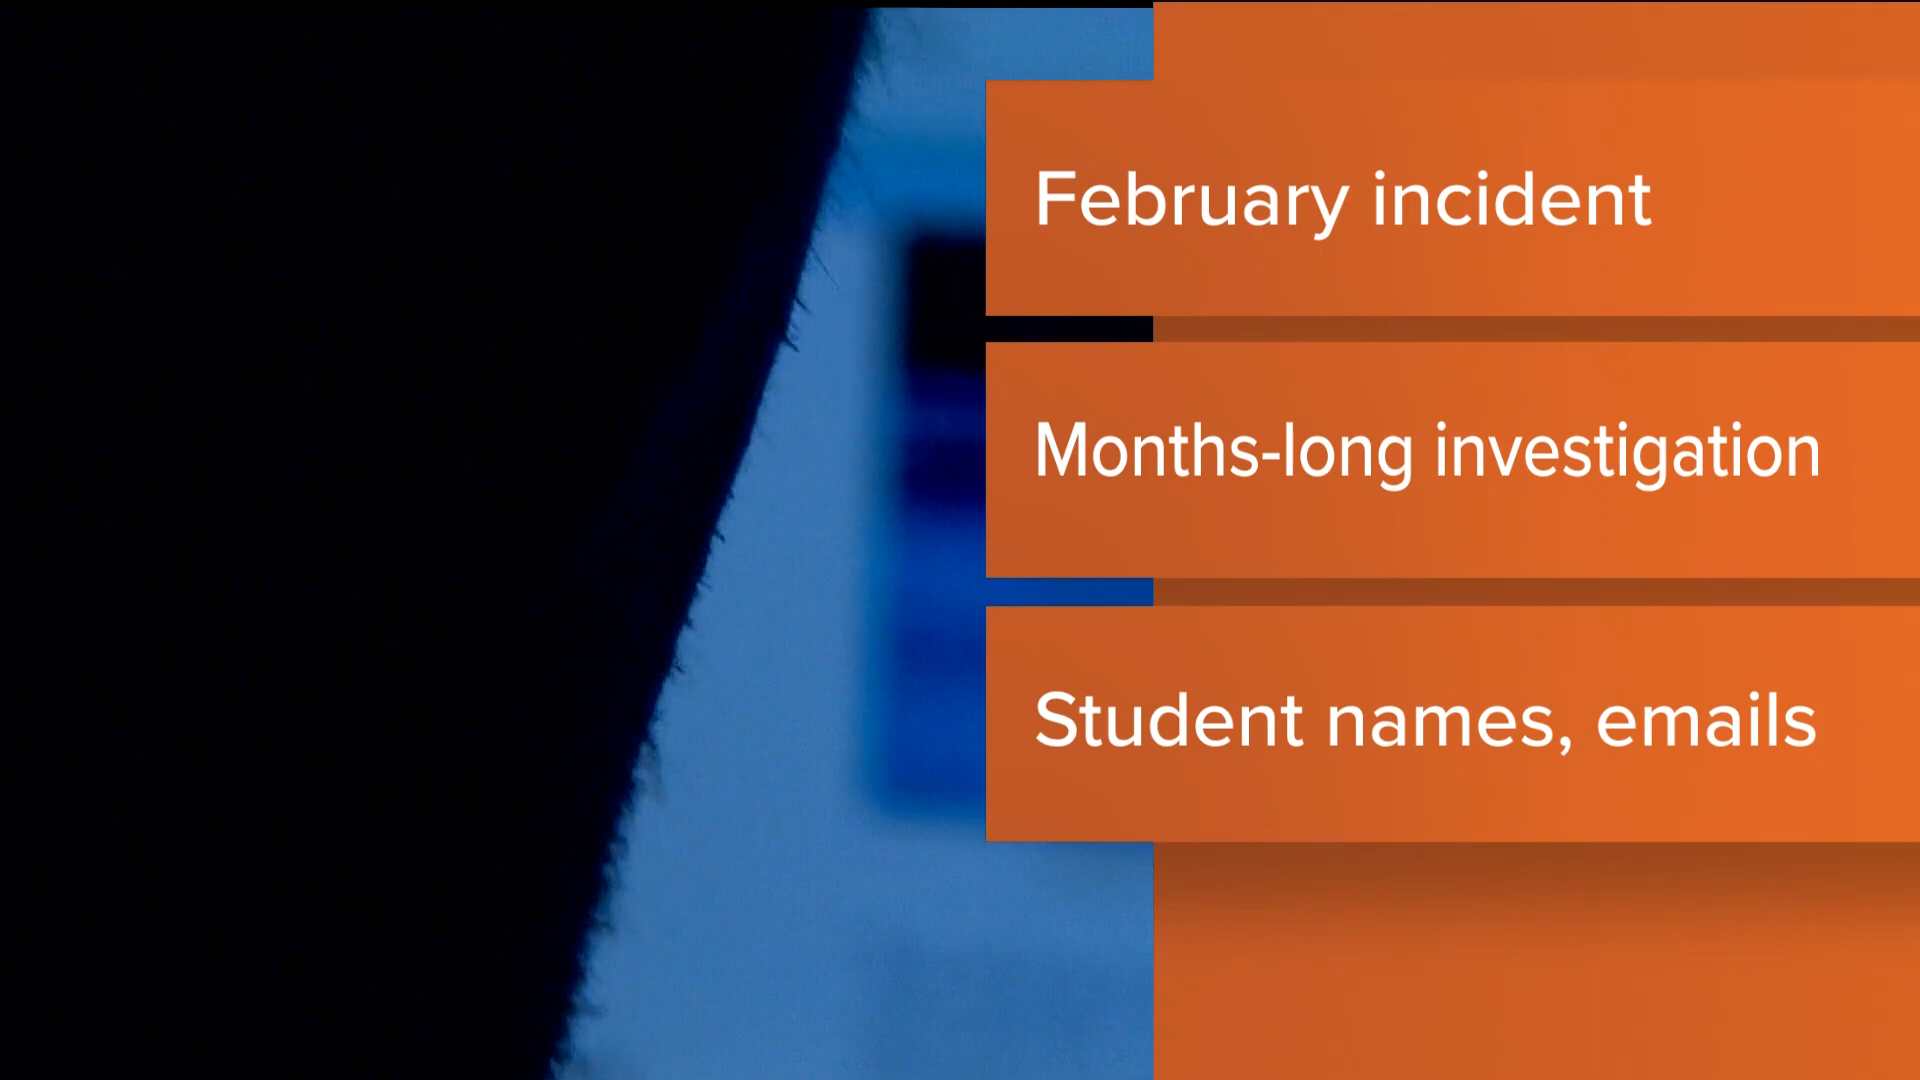 February incident
Months-long investigation
Student names, emails